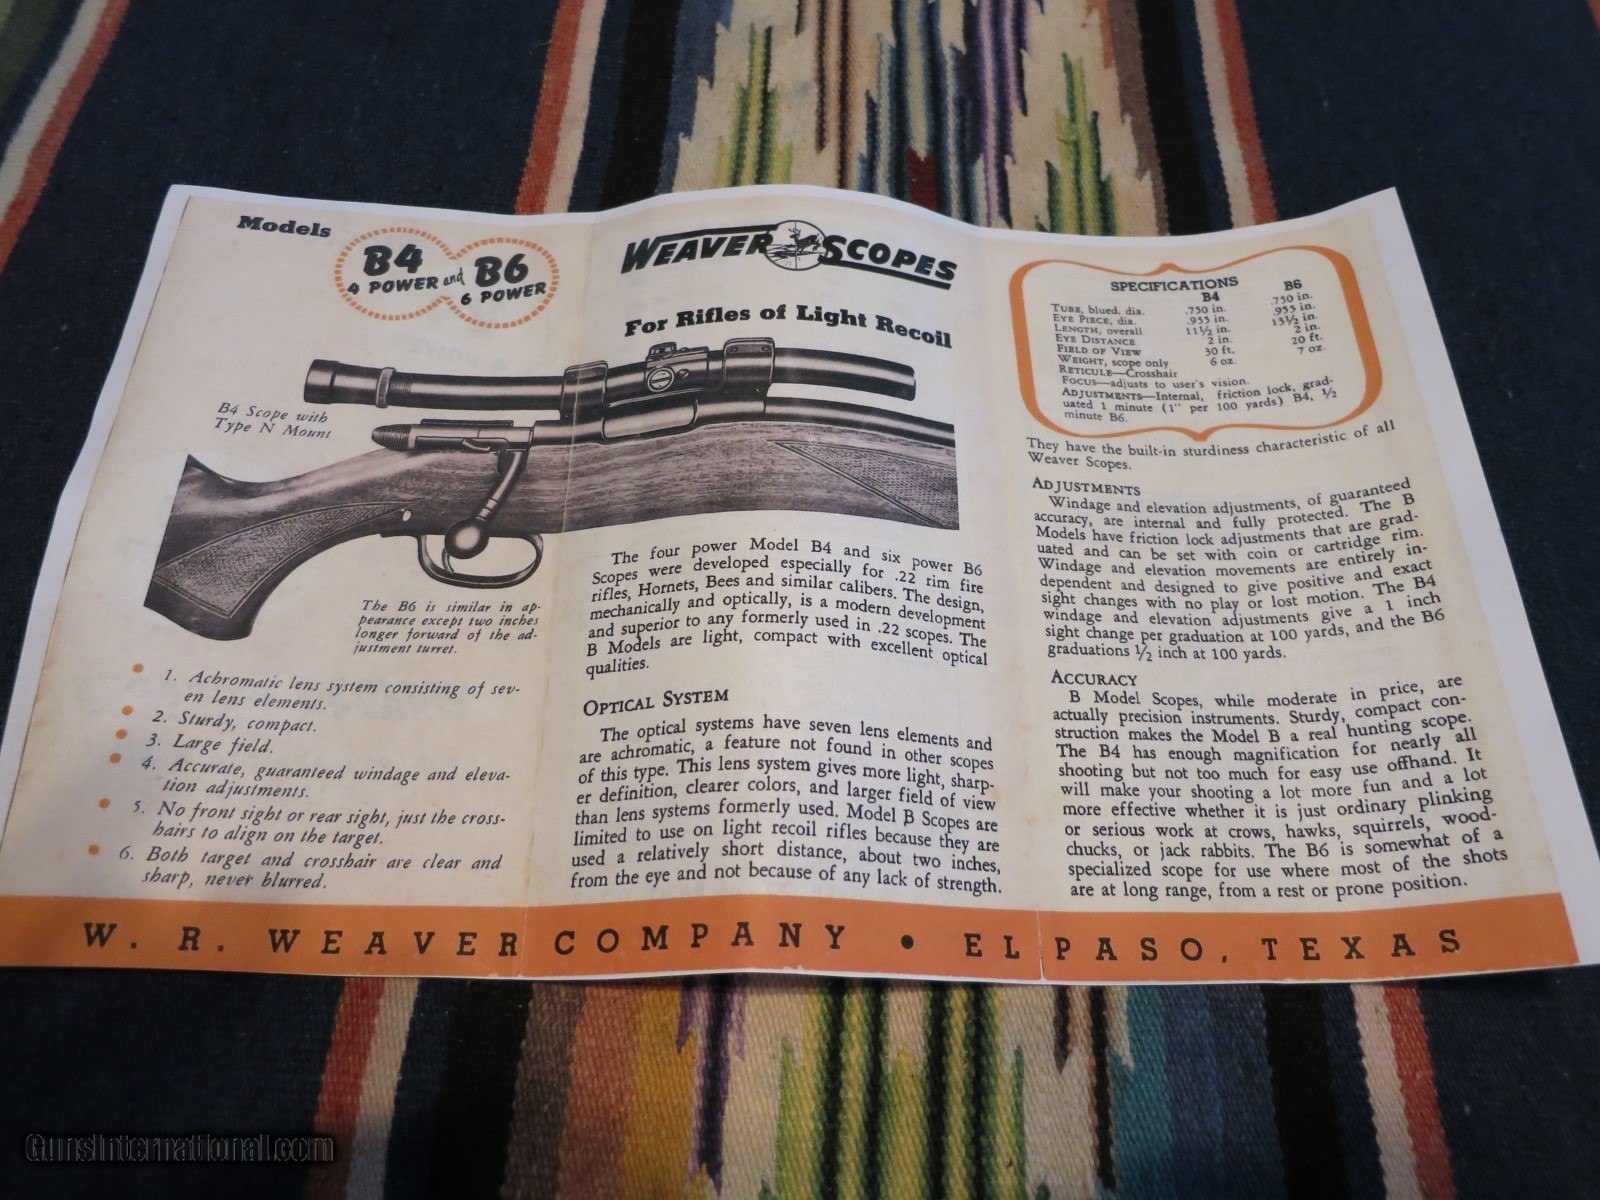 Models
B4
4 POWER
and
B6
6 POWER
B4 Scope with
Type N Mount
The B6 is similar in ap-
pearance except two inches
longer forward of the ad-
justment turret.
1. Achromatic lens system consisting of sev-
en lens elements.
2. Sturdy, compact.
3. Large field.
4. Accurate, guaranteed windage and eleva-
tion adjustments.
5. No front sight or rear sight, just the cross-
hairs to align on the target.
6. Both target and crosshair are clear and
sharp, never blurred.
WEAVER SCOPES
For Rifles of Light Recoil
The four power Model B4 and six power B6
Scopes were developed especially for .22 rim fire
rifles, Hornets, Bees and similar calibers. The design,
mechanically and optically, is a modern development
and superior to any formerly used in .22 scopes. The
B Models are light, compact with excellent optical
qualities.
OPTICAL SYSTEM
The optical systems have seven lens elements and
are achromatic, a feature not found in other scopes
of this type. This lens system gives more light, sharp-
er definition, clearer colors, and larger field of view
than lens systems formerly used. Model B Scopes are
limited to use on light recoil rifles because they are
used a relatively short distance, about two inches,
from the eye and not because of any lack of strength.
SPECIFICATIONS
B4 B6
TUBE, blued, dia. .750 in. .750 in.
EYE PIECE, dia. .955 in. .955 in.
LENGTH, overall 11½ in. 13½ in.
EYE DISTANCE 2 in. 2 in.
FIELD OF VIEW 30 ft. 20 ft.
WEIGHT, scope only 6 oz. 7 oz.
RETICULE—Crosshair
FOCUS—adjusts to user's vision.
ADJUSTMENTS—Internal, friction lock, grad-
uated 1 minute (1" per 100 yards) B4, ½
minute B6.
They have the built-in sturdiness characteristic of all
Weaver Scopes.
ADJUSTMENTS
Windage and elevation adjustments, of guaranteed
accuracy, are internal and fully protected. The B
Models have friction lock adjustments that are grad-
uated and can be set with coin or cartridge rim.
Windage and elevation movements are entirely in-
dependent and designed to give positive and exact
sight changes with no play or lost motion. The B4
windage and elevation adjustments give a 1 inch
sight change per graduation at 100 yards, and the B6
graduations ½ inch at 100 yards.
ACCURACY
B Model Scopes, while moderate in price, are
actually precision instruments. Sturdy, compact con-
struction makes the Model B a real hunting scope.
The B4 has enough magnification for nearly all
shooting but not too much for easy use offhand. It
will make your shooting a lot more fun and a lot
more effective whether it is just ordinary plinking
or serious work at crows, hawks, squirrels, wood-
chucks, or jack rabbits. The B6 is somewhat of a
specialized scope for use where most of the shots
are at long range, from a rest or prone position.
W. R. WEAVER COMPANY • EL PASO, TEXAS
GunsInternational.com